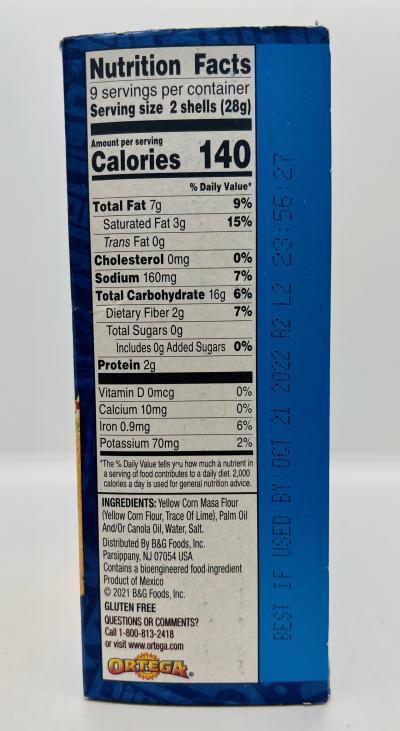 Nutrition Facts
9 servings per container
Serving size 2 shells (28g)
Amount per serving
Calories 140
% Daily Value*
Total Fat 7g 9%
Saturated Fat 3g 15%
Trans Fat 0g
Cholesterol 0mg 0%
Sodium 160mg 7%
Total Carbohydrate 16g 6%
Dietary Fiber 2g 7%
Total Sugars 0g
Includes 0g Added Sugars 0%
Protein 2g
Vitamin D 0mcg 0%
Calcium 10mg 0%
Iron 0.9mg 6%
Potassium 70mg 2%
*The % Daily Value tells you how much a nutrient in
a serving of food contributes to a daily diet. 2,000
calories a day is used for general nutrition advice.
INGREDIENTS: Yellow Corn Masa Flour
(Yellow Corn Flour, Trace Of Lime), Palm Oil
And/Or Canola Oil, Water, Salt.
Distributed By B&G Foods, Inc.
Parsippany, NJ 07054 USA
Contains a bioengineered food ingredient
Product of Mexico
© 2021 B&G Foods, Inc.
GLUTEN FREE
QUESTIONS OR COMMENTS?
Call 1-800-813-2418
or visit www.ortega.com
ORTEGA®
BEST IF USED BY:OCT 21 2022 R2 L2 23:56:27